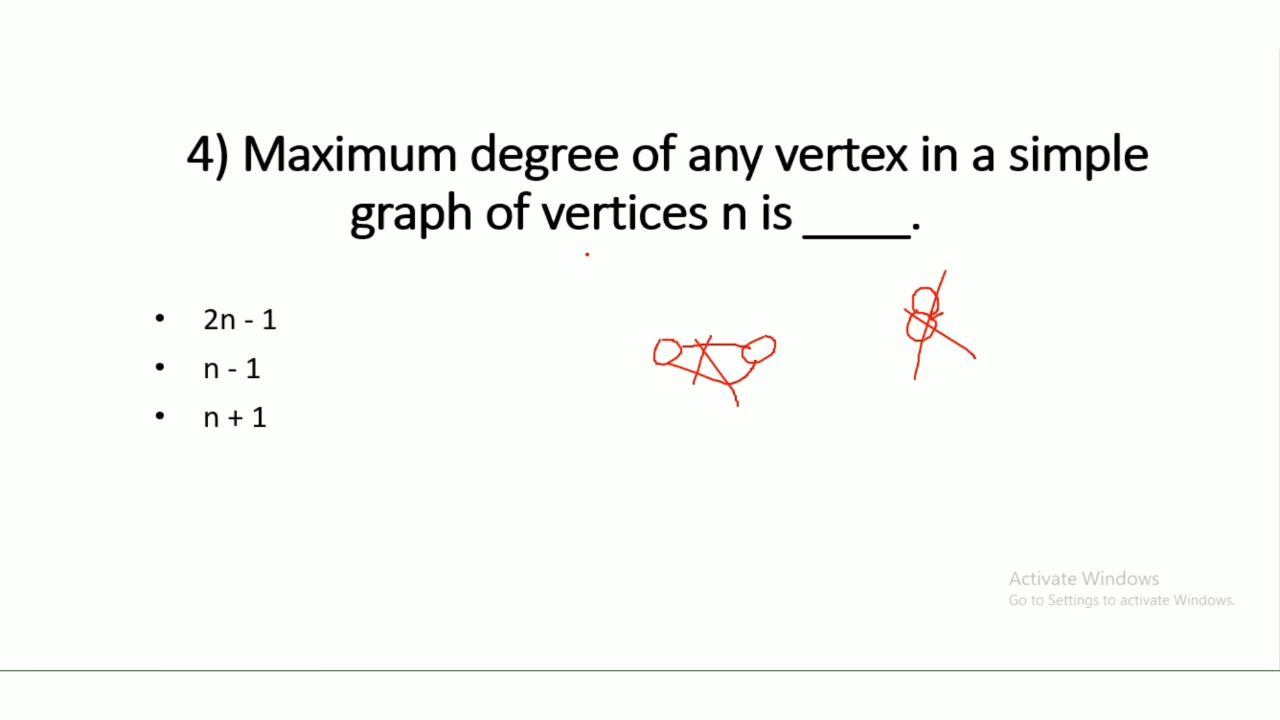 4) Maximum degree of any vertex in a simple
graph of vertices n is ____.
• 2n - 1
• n - 1
• n + 1
Activate Windows
Go to Settings to activate Windows.